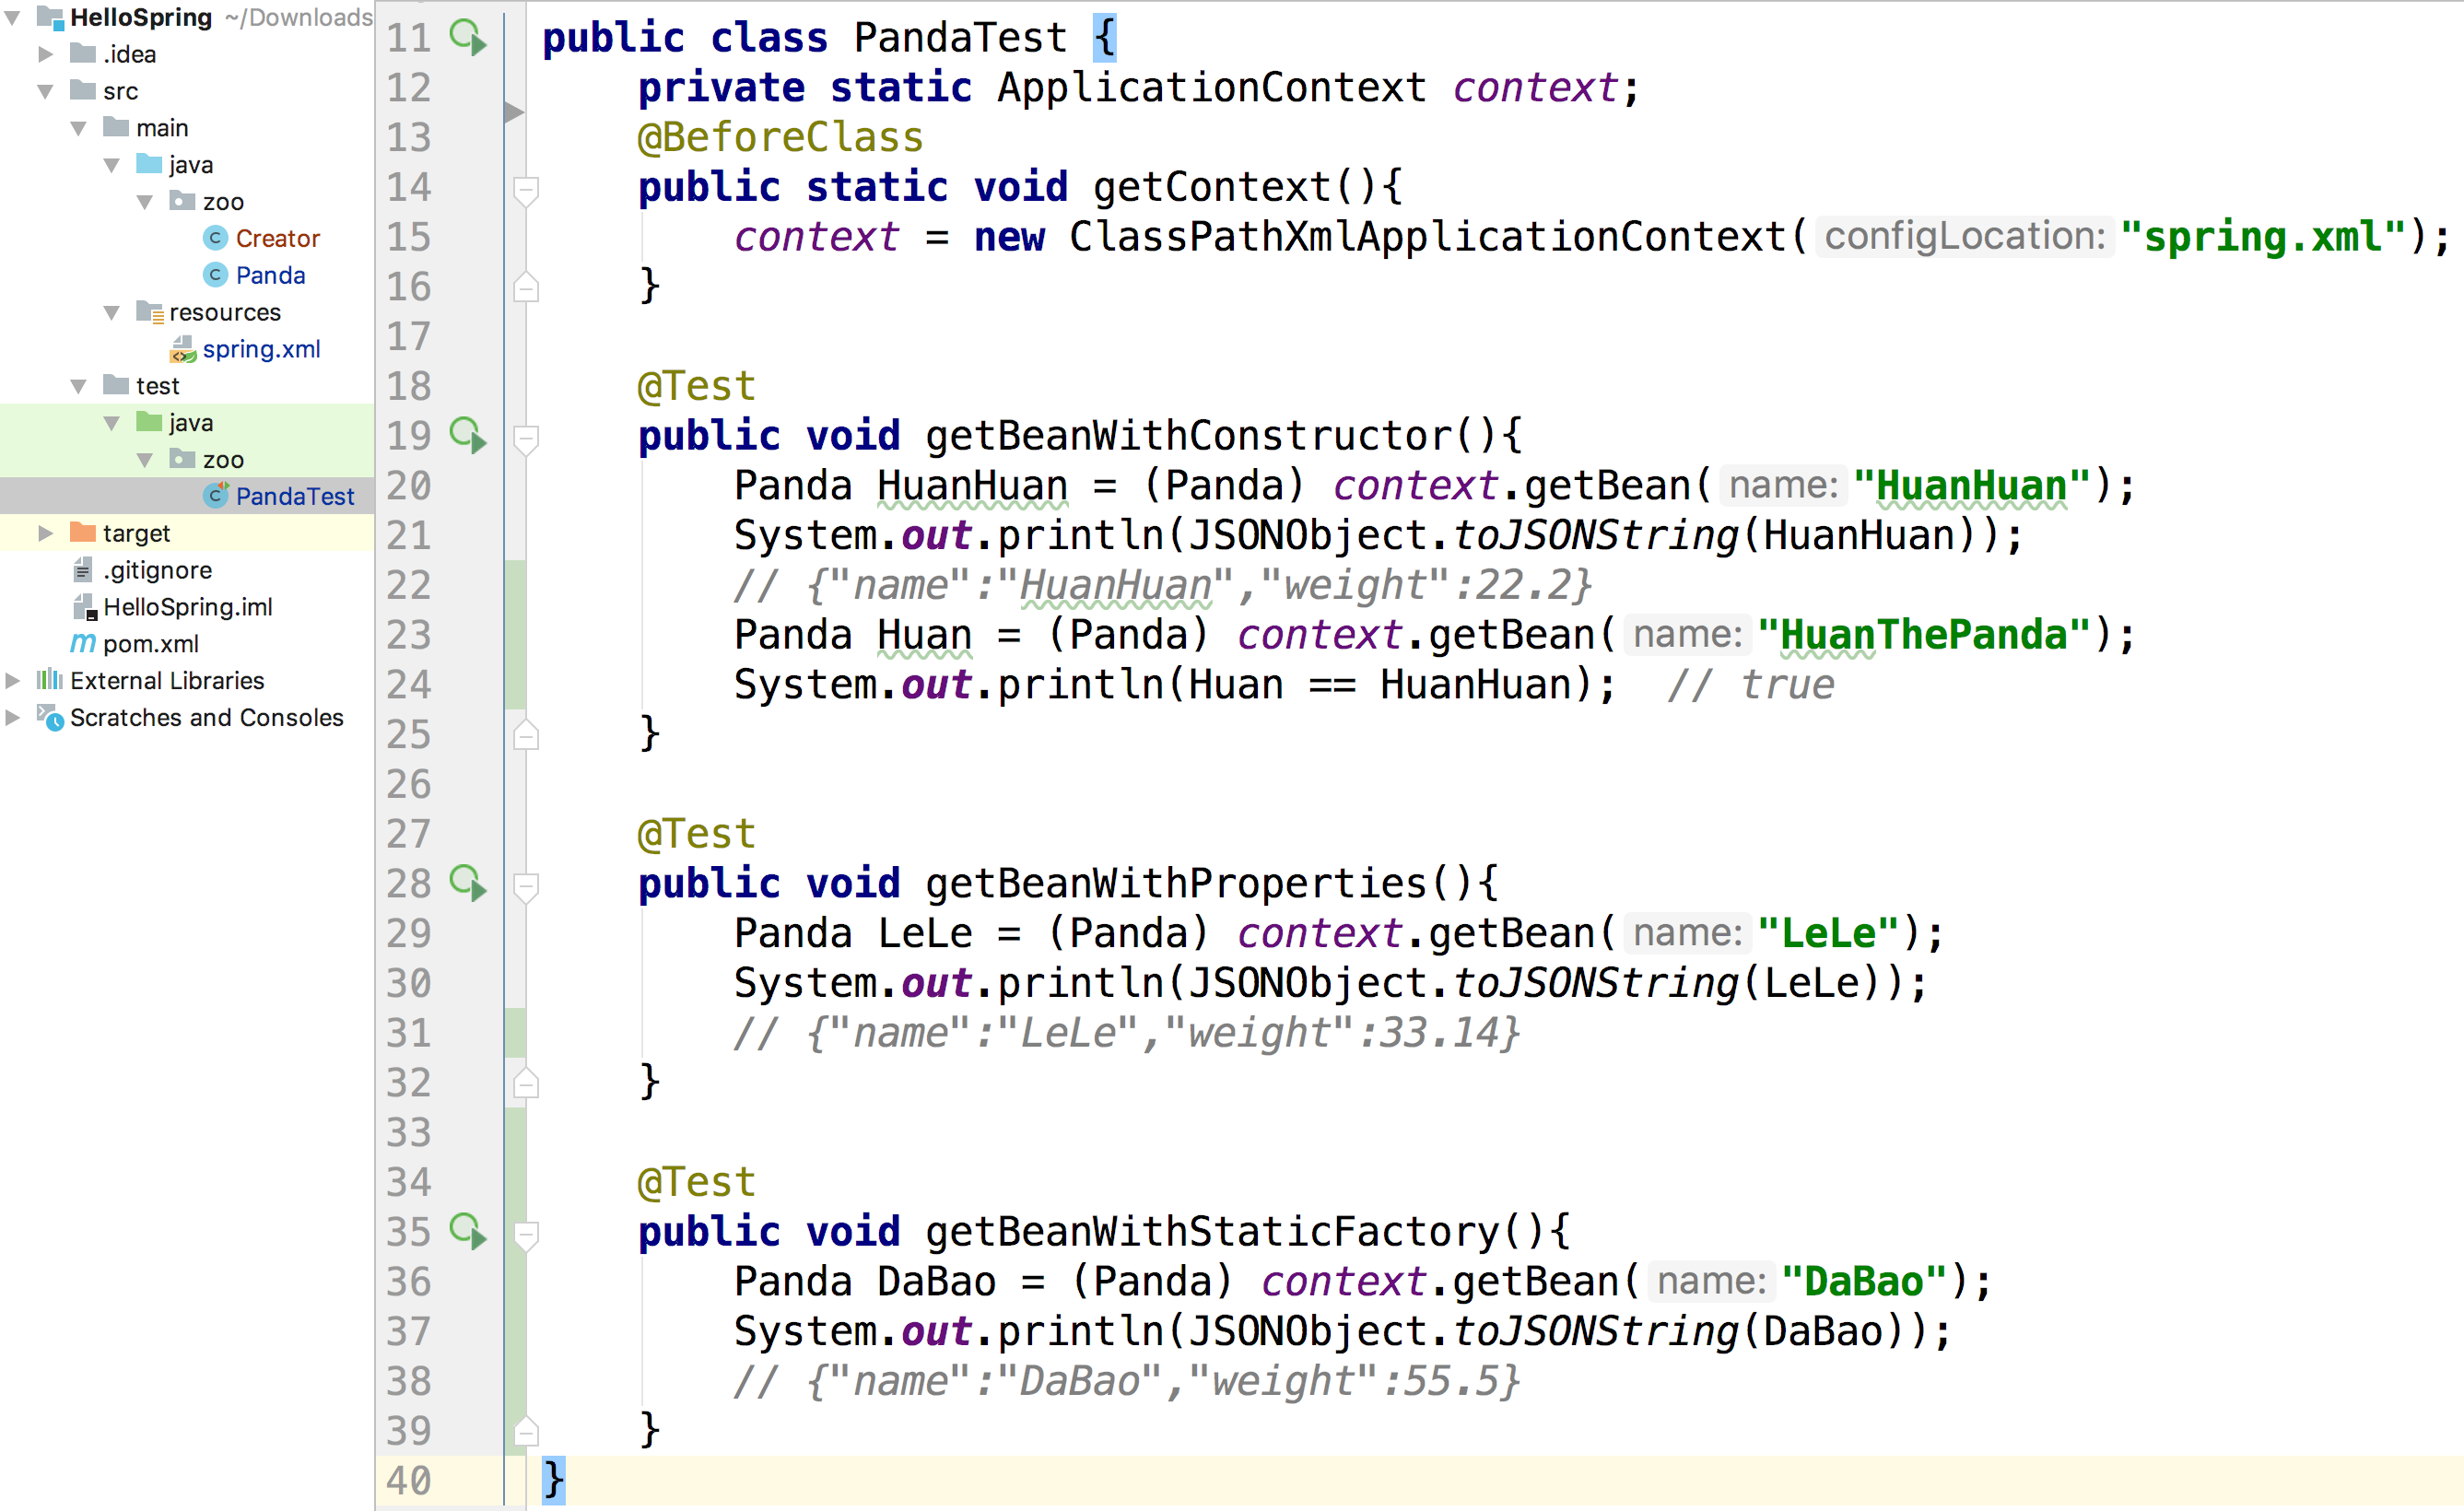 HelloSpring ~/Downloads
.idea
src
main
java
zoo
Creator
Panda
resources
spring.xml
test
java
zoo
PandaTest
target
.gitignore
HelloSpring.iml
pom.xml
External Libraries
Scratches and Consoles
11 public class PandaTest {
12     private static ApplicationContext context;
13     @BeforeClass
14     public static void getContext(){
15         context = new ClassPathXmlApplicationContext( configLocation: "spring.xml");
16     }
17
18     @Test
19     public void getBeanWithConstructor(){
20         Panda HuanHuan = (Panda) context.getBean( name: "HuanHuan");
21         System.out.println(JSONObject.toJSONString(HuanHuan));
22         // {"name":"HuanHuan","weight":22.2}
23         Panda Huan = (Panda) context.getBean( name: "HuanThePanda");
24         System.out.println(Huan == HuanHuan);  // true
25     }
26
27     @Test
28     public void getBeanWithProperties(){
29         Panda LeLe = (Panda) context.getBean( name: "LeLe");
30         System.out.println(JSONObject.toJSONString(LeLe));
31         // {"name":"LeLe","weight":33.14}
32     }
33
34     @Test
35     public void getBeanWithStaticFactory(){
36         Panda DaBao = (Panda) context.getBean( name: "DaBao");
37         System.out.println(JSONObject.toJSONString(DaBao));
38         // {"name":"DaBao","weight":55.5}
39     }
40 }